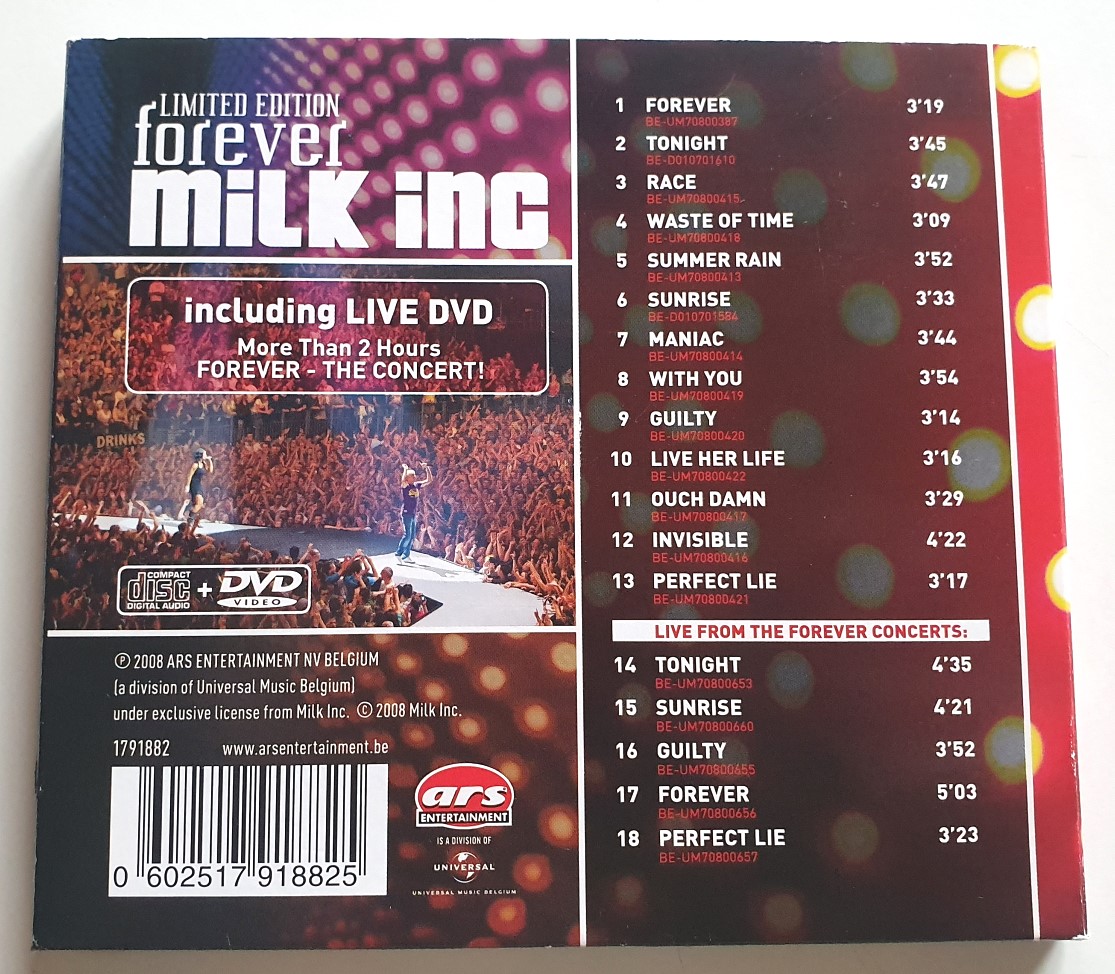 LIMITED EDITION
forever
MiLK inc
including LIVE DVD
More Than 2 Hours
FOREVER - THE CONCERT!
DRINKS
COMPACT
disc
DIGITAL AUDIO
+
DVD
VIDEO
℗ 2008 ARS ENTERTAINMENT NV BELGIUM
(a division of Universal Music Belgium)
under exclusive license from Milk Inc. © 2008 Milk Inc.
1791882 www.arsentertainment.be
0 602517 918825
ars
ENTERTAINMENT
IS A DIVISION OF
UNIVERSAL
UNIVERSAL MUSIC BELGIUM
1 FOREVER 3'19
BE-UM70800387
2 TONIGHT 3'45
BE-D010701610
3 RACE 3'47
BE-UM70800415
4 WASTE OF TIME 3'09
BE-UM70800418
5 SUMMER RAIN 3'52
BE-UM70800413
6 SUNRISE 3'33
BE-D010701584
7 MANIAC 3'44
BE-UM70800414
8 WITH YOU 3'54
BE-UM70800419
9 GUILTY 3'14
BE-UM70800420
10 LIVE HER LIFE 3'16
BE-UM70800422
11 OUCH DAMN 3'29
BE-UM70800417
12 INVISIBLE 4'22
BE-UM70800416
13 PERFECT LIE 3'17
BE-UM70800421
LIVE FROM THE FOREVER CONCERTS:
14 TONIGHT 4'35
BE-UM70800653
15 SUNRISE 4'21
BE-UM70800660
16 GUILTY 3'52
BE-UM70800655
17 FOREVER 5'03
BE-UM70800656
18 PERFECT LIE 3'23
BE-UM70800657